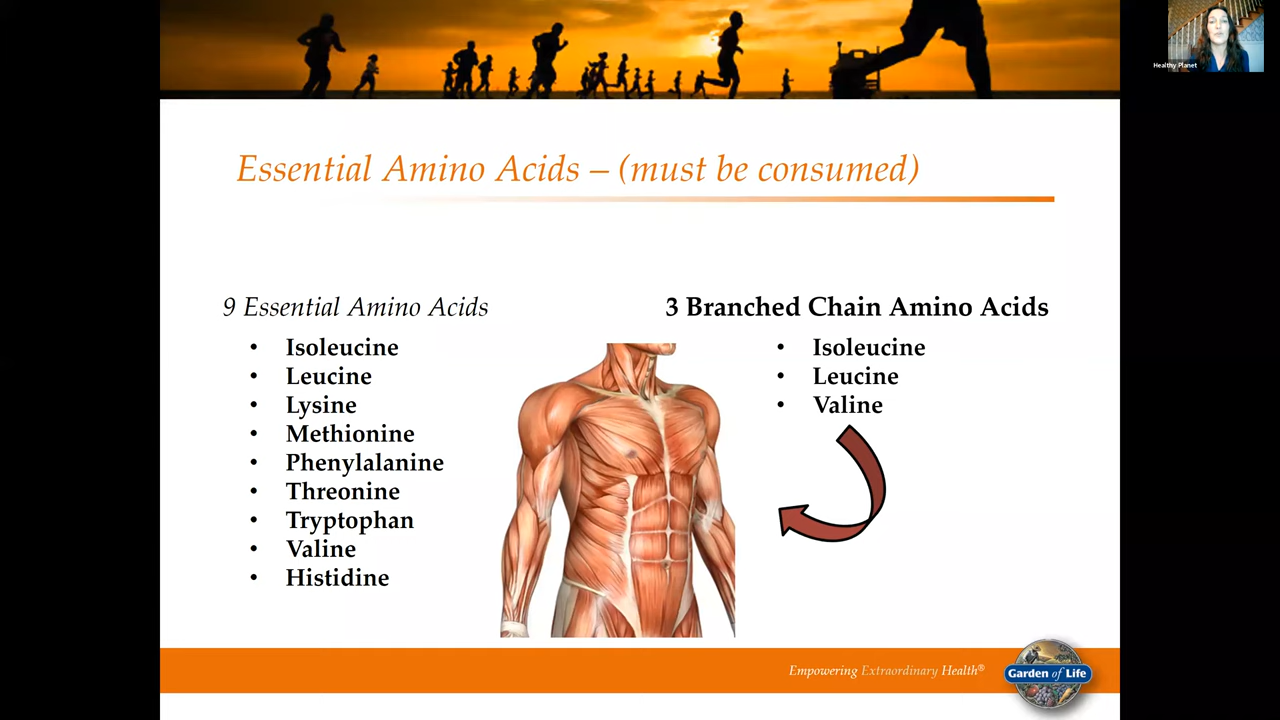 Healthy Planet
Essential Amino Acids – (must be consumed)
9 Essential Amino Acids
• Isoleucine
• Leucine
• Lysine
• Methionine
• Phenylalanine
• Threonine
• Tryptophan
• Valine
• Histidine
3 Branched Chain Amino Acids
• Isoleucine
• Leucine
• Valine
Empowering Extraordinary Health®
Garden of Life